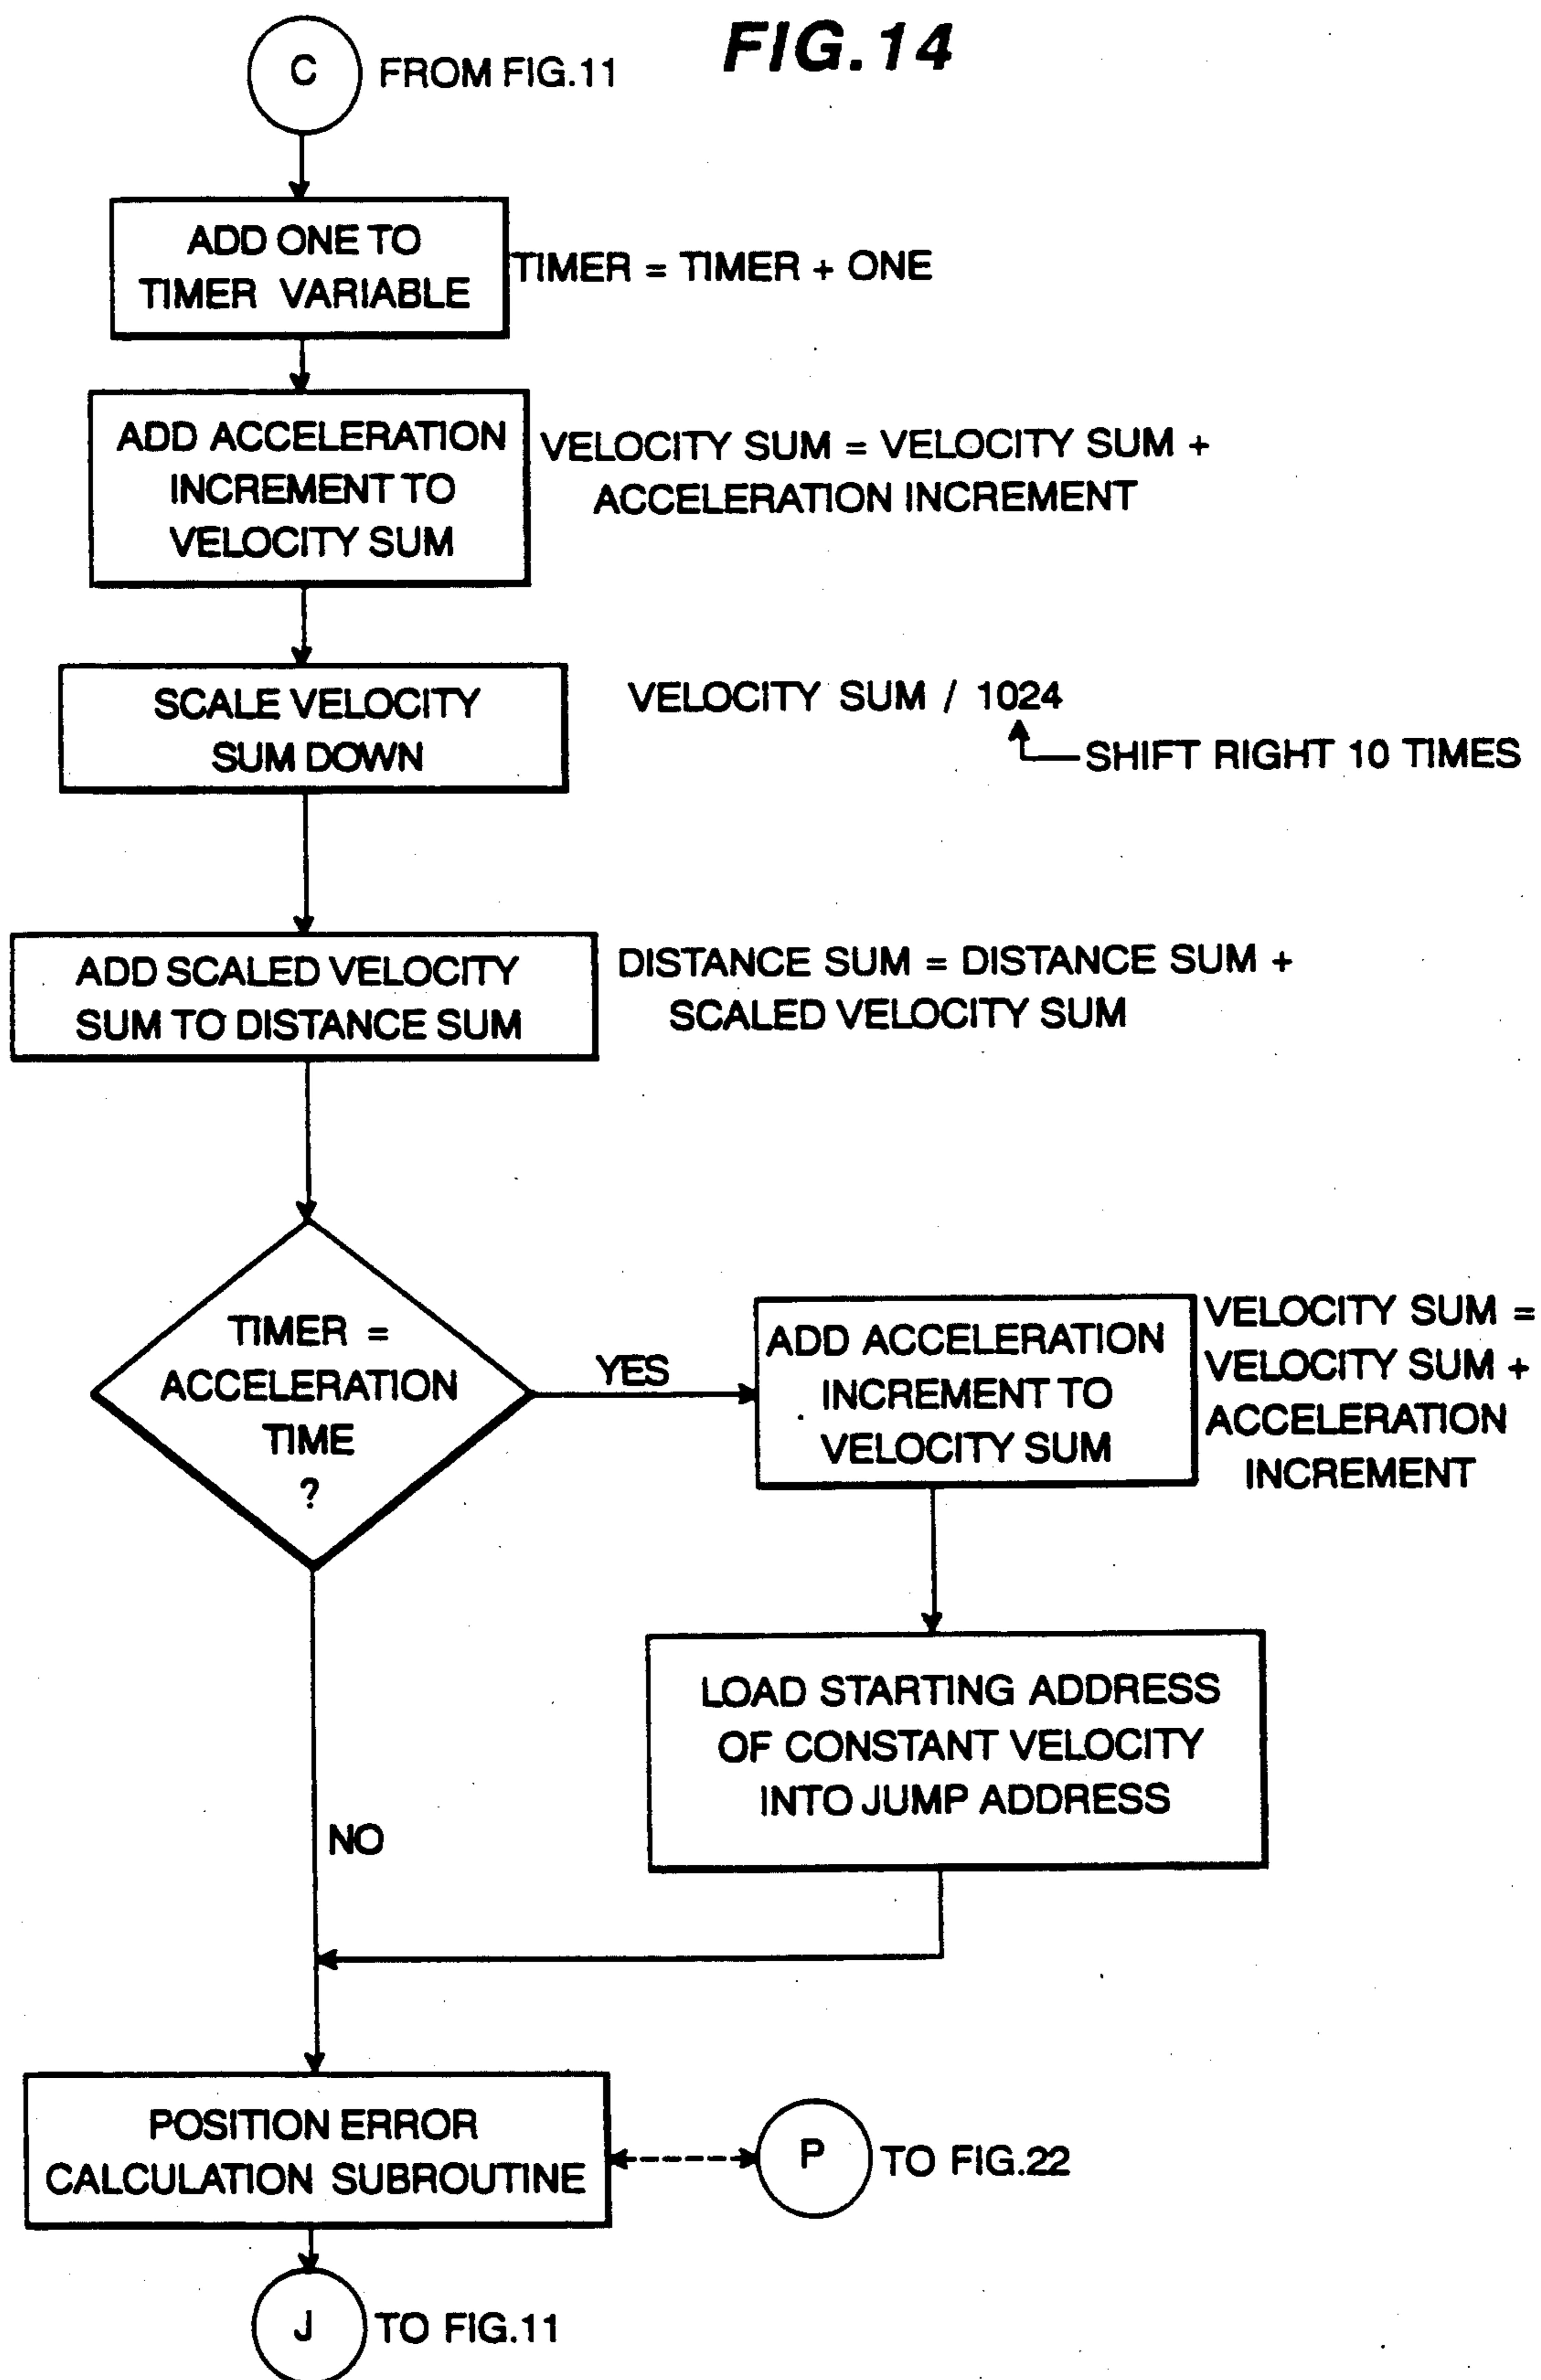 FIG.14
C
FROM FIG.11
ADD ONE TO
TIMER VARIABLE
TIMER = TIMER + ONE
ADD ACCELERATION
INCREMENT TO
VELOCITY SUM
VELOCITY SUM = VELOCITY SUM +
ACCELERATION INCREMENT
SCALE VELOCITY
SUM DOWN
VELOCITY SUM / 1024
SHIFT RIGHT 10 TIMES
ADD SCALED VELOCITY
SUM TO DISTANCE SUM
DISTANCE SUM = DISTANCE SUM +
SCALED VELOCITY SUM
TIMER =
ACCELERATION
TIME
?
YES
ADD ACCELERATION
INCREMENT TO
VELOCITY SUM
VELOCITY SUM =
VELOCITY SUM +
ACCELERATION
INCREMENT
LOAD STARTING ADDRESS
OF CONSTANT VELOCITY
INTO JUMP ADDRESS
NO
POSITION ERROR
CALCULATION SUBROUTINE
P
TO FIG.22
J
TO FIG.11